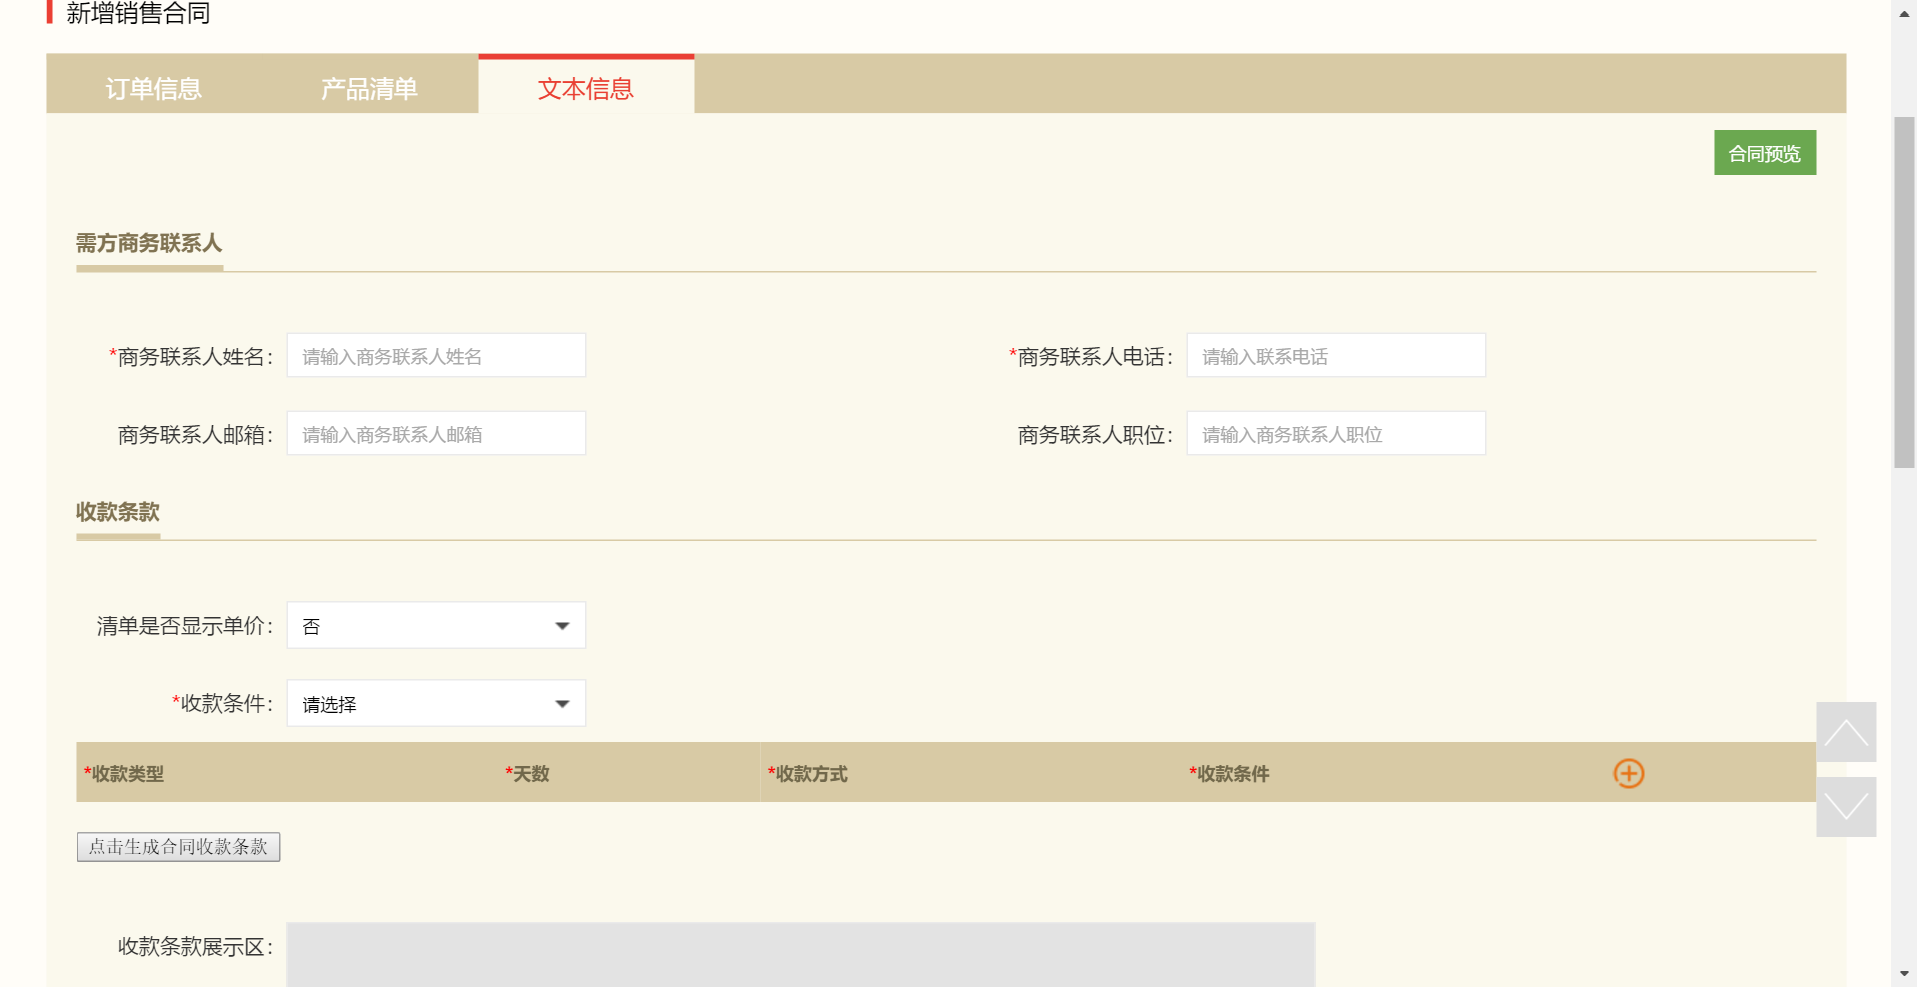 新增销售合同
订单信息 产品清单 文本信息
合同预览
需方商务联系人
*商务联系人姓名： 请输入商务联系人姓名 *商务联系人电话： 请输入联系电话
商务联系人邮箱： 请输入商务联系人邮箱 商务联系人职位： 请输入商务联系人职位
收款条款
清单是否显示单价： 否
*收款条件： 请选择
*收款类型 *天数 *收款方式 *收款条件
点击生成合同收款条款
收款条款展示区：